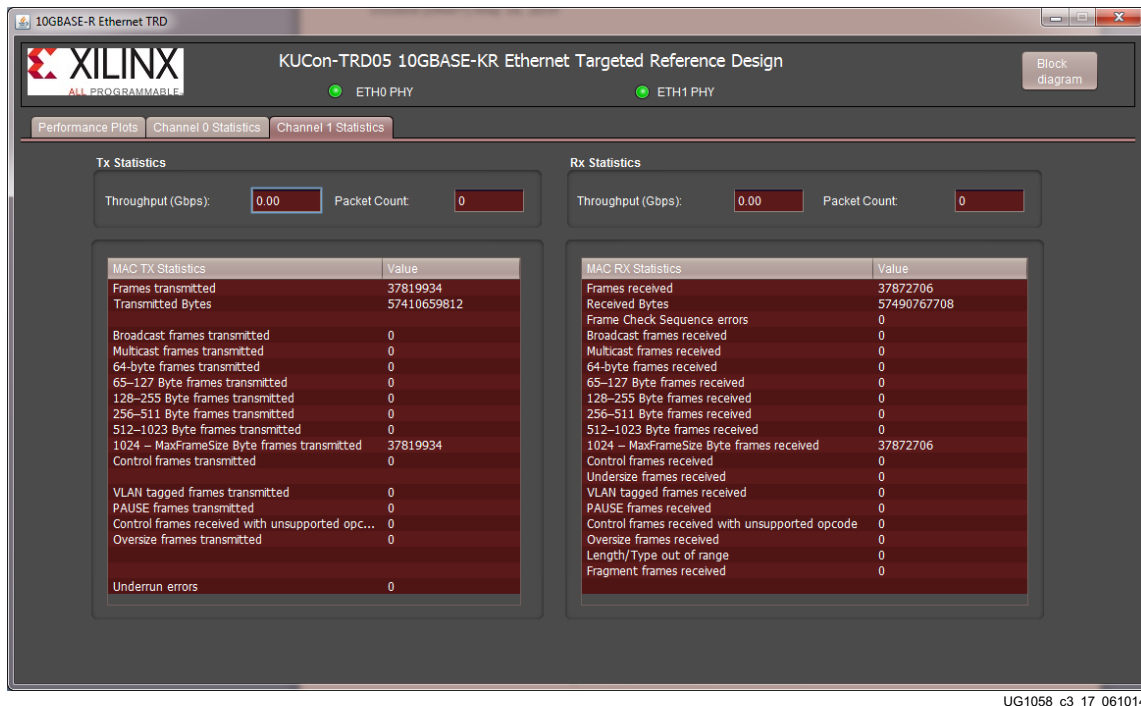 10GBASE-R Ethernet TRD
XILINX
ALL PROGRAMMABLE
KUCon-TRD05 10GBASE-KR Ethernet Targeted Reference Design
Block
diagram
ETH0 PHY
ETH1 PHY
Performance Plots
Channel 0 Statistics
Channel 1 Statistics
Tx Statistics
Throughput (Gbps): 0.00 Packet Count: 0
MAC TX Statistics Value
Frames transmitted 37819934
Transmitted Bytes 57410659812
Broadcast frames transmitted 0
Multicast frames transmitted 0
64-byte frames transmitted 0
65–127 Byte frames transmitted 0
128–255 Byte frames transmitted 0
256–511 Byte frames transmitted 0
512–1023 Byte frames transmitted 0
1024 – MaxFrameSize Byte frames transmitted 37819934
Control frames transmitted 0
VLAN tagged frames transmitted 0
PAUSE frames transmitted 0
Control frames received with unsupported opc... 0
Oversize frames transmitted 0
Underrun errors 0
Rx Statistics
Throughput (Gbps): 0.00 Packet Count: 0
MAC RX Statistics Value
Frames received 37872706
Received Bytes 57490767708
Frame Check Sequence errors 0
Broadcast frames received 0
Multicast frames received 0
64-byte frames received 0
65–127 Byte frames received 0
128–255 Byte frames received 0
256–511 Byte frames received 0
512–1023 Byte frames received 0
1024 – MaxFrameSize Byte frames received 37872706
Control frames received 0
Undersize frames received 0
VLAN tagged frames received 0
PAUSE frames received 0
Control frames received with unsupported opcode 0
Oversize frames received 0
Length/Type out of range 0
Fragment frames received 0
UG1058_c3_17_061014